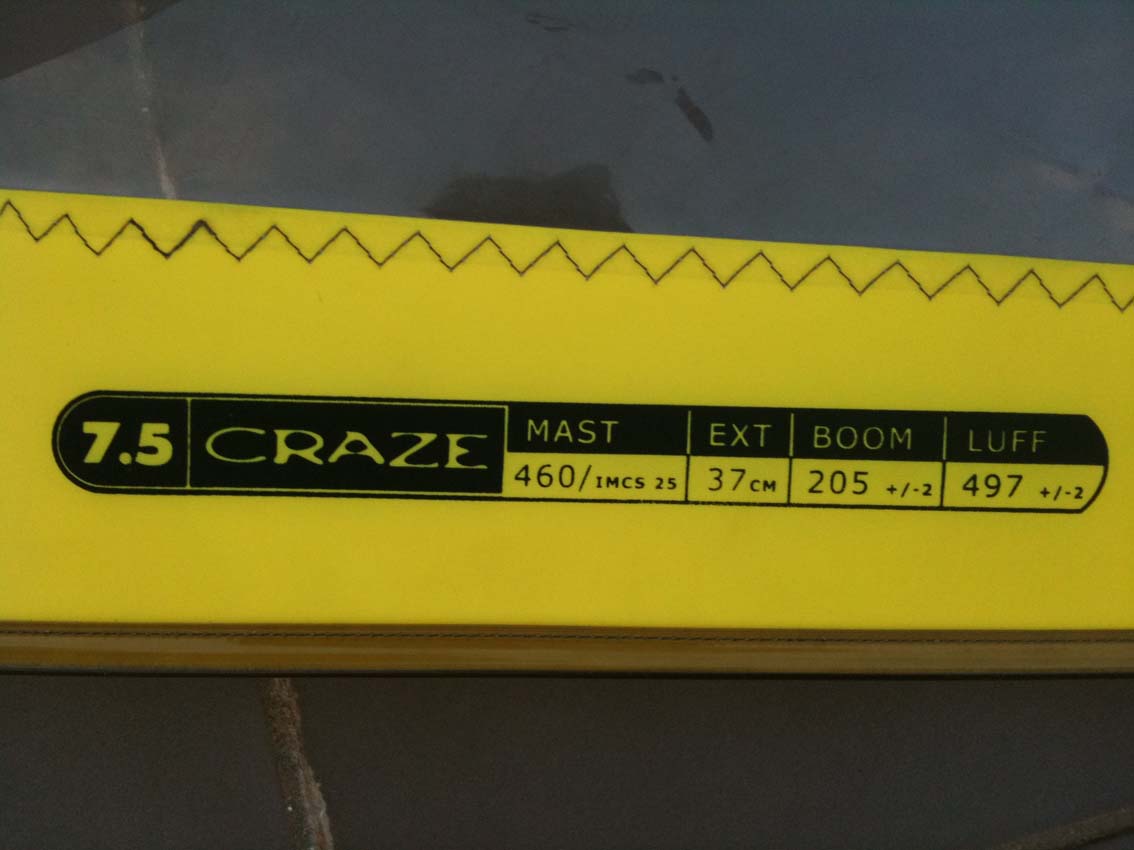 7.5 CRAZE MAST EXT BOOM LUFF
460/IMCS 25 37CM 205 +/-2 497 +/-2